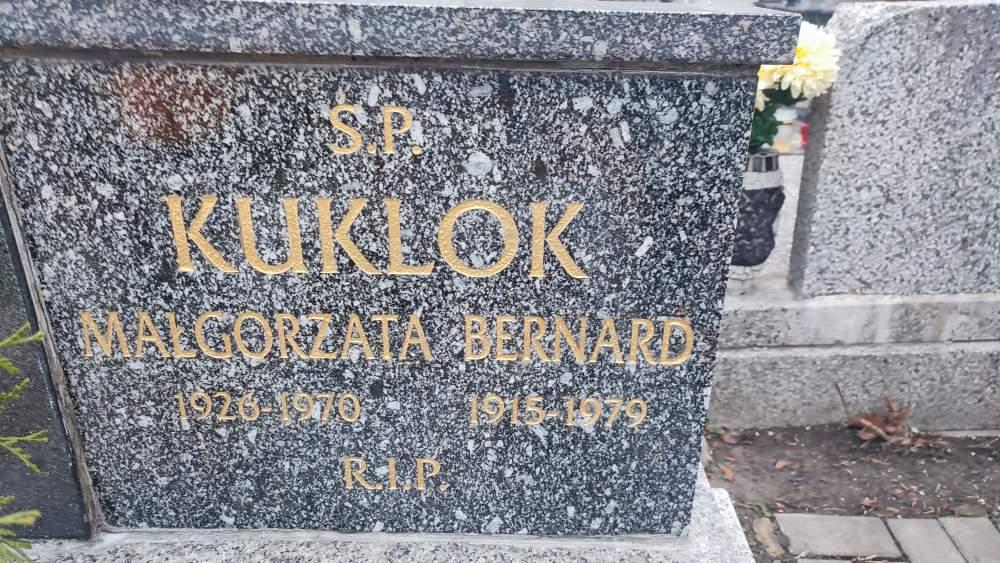 Ś.P.
KUKLOK
MAŁGORZATA BERNARD
1926-1970 1915-1979
R.I.P.